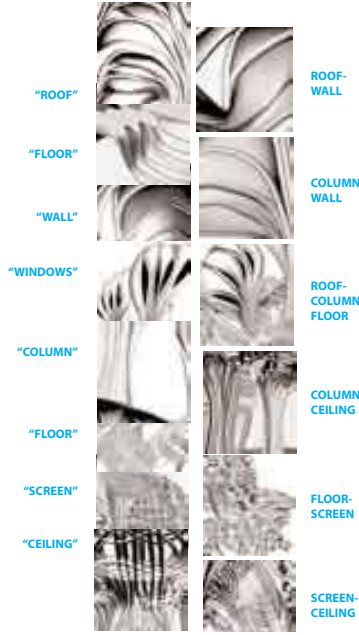 “ROOF”
“FLOOR”
“WALL”
“WINDOWS”
“COLUMN”
“FLOOR”
“SCREEN”
“CEILING”
ROOF-
WALL
COLUMN
WALL
ROOF-
COLUMN
FLOOR
COLUMN
CEILING
FLOOR-
SCREEN
SCREEN-
CEILING